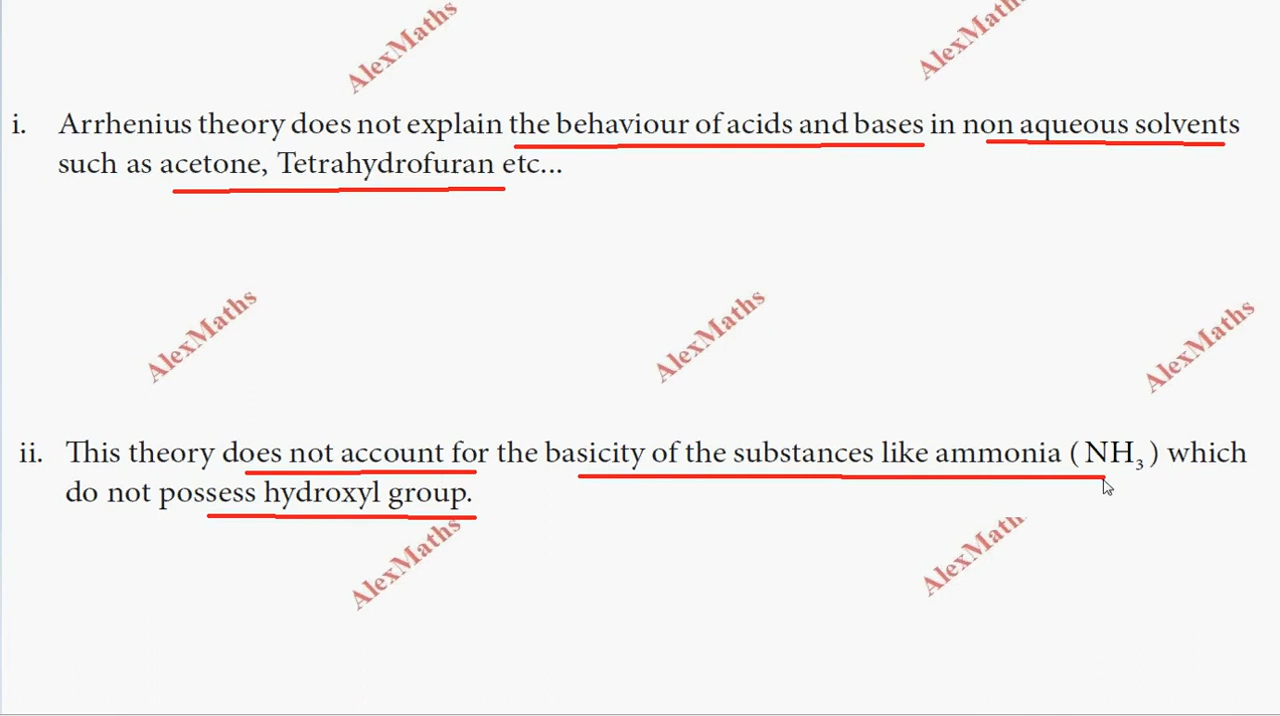 AlexMaths
AlexMath
i. Arrhenius theory does not explain the behaviour of acids and bases in non aqueous solvents
such as acetone, Tetrahydrofuran etc...
AlexMaths
AlexMaths
AlexMaths
ii. This theory does not account for the basicity of the substances like ammonia (NH₃) which
do not possess hydroxyl group.
AlexMaths
AlexMath